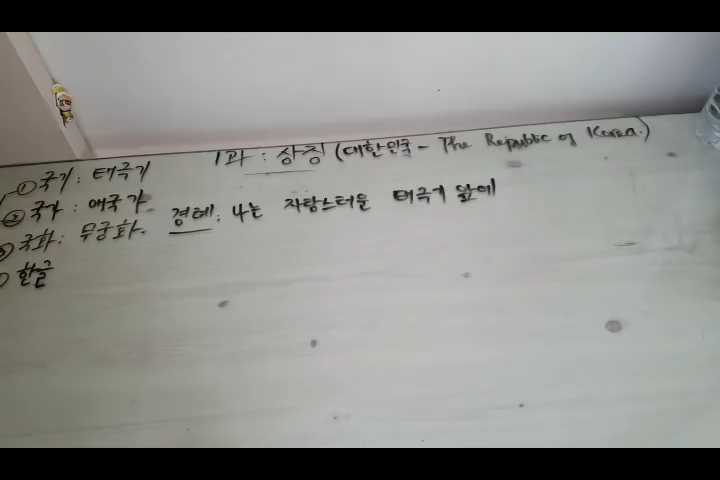 1과 : 상징 (대한민국 - The Republic of Korea.)
① 국기 : 태극기
② 국가 : 애국가
국화 : 무궁화.
경례 : 나는 자랑스러운 태극기 앞에
한글